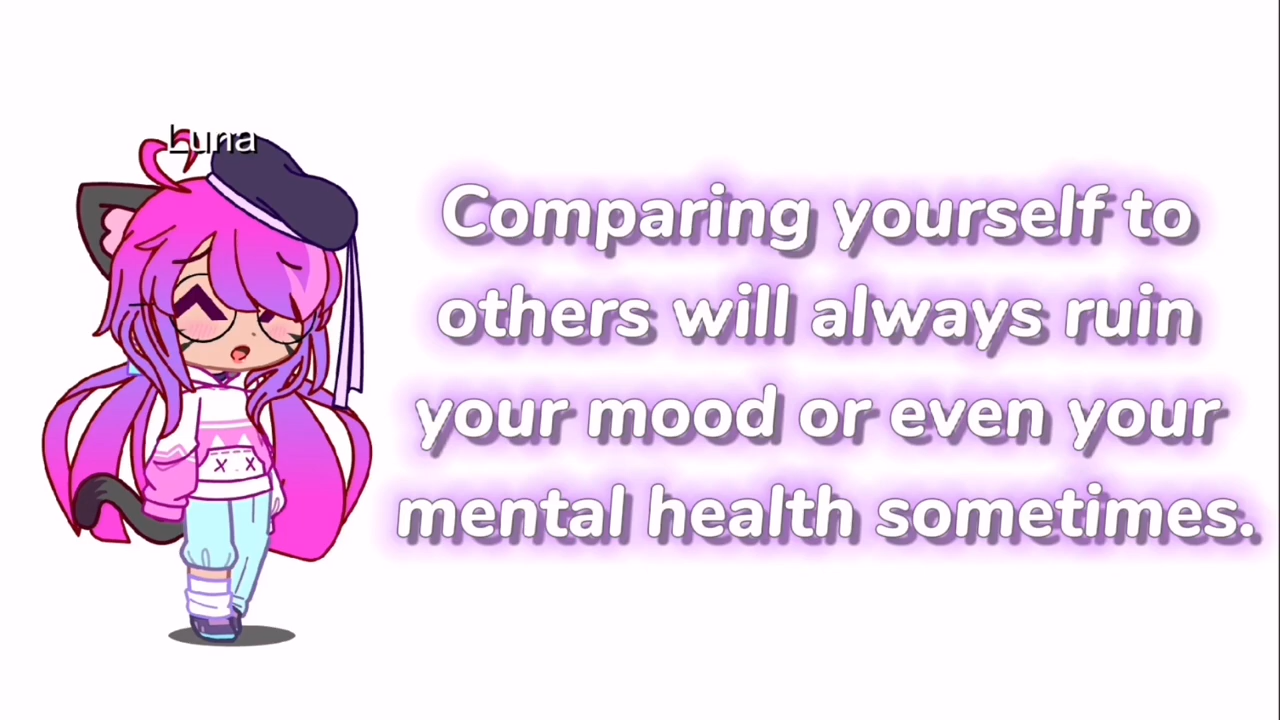 Luna
Comparing yourself to
others will always ruin
your mood or even your
mental health sometimes.